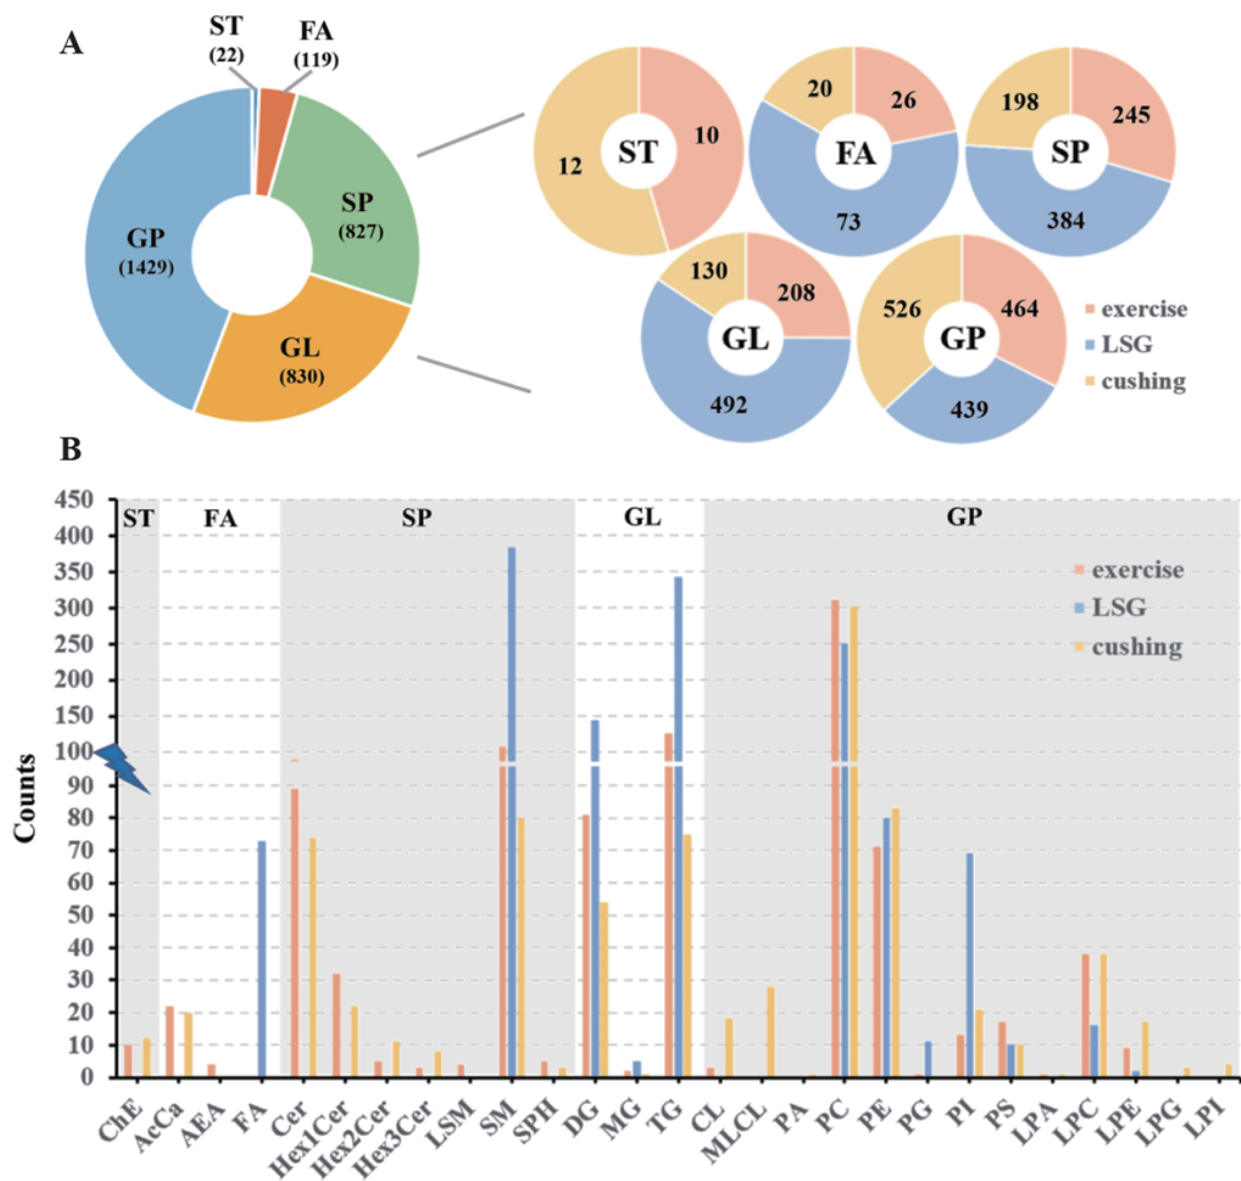 A
ST
(22)
FA
(119)
SP
(827)
GL
(830)
GP
(1429)
ST
10
12
FA
26
73
20
SP
245
384
198
GL
208
492
130
GP
464
439
526
exercise
LSG
cushing
B
Counts
450
400
350
300
250
200
150
100
90
80
70
60
50
40
30
20
10
0
ST
FA
SP
GL
GP
exercise
LSG
cushing
ChE
AcCa
AEA
FA
Cer
Hex1Cer
Hex2Cer
Hex3Cer
LSM
SM
SPH
DG
MG
TG
CL
MLCL
PA
PC
PE
PG
PI
PS
LPA
LPC
LPE
LPG
LPI